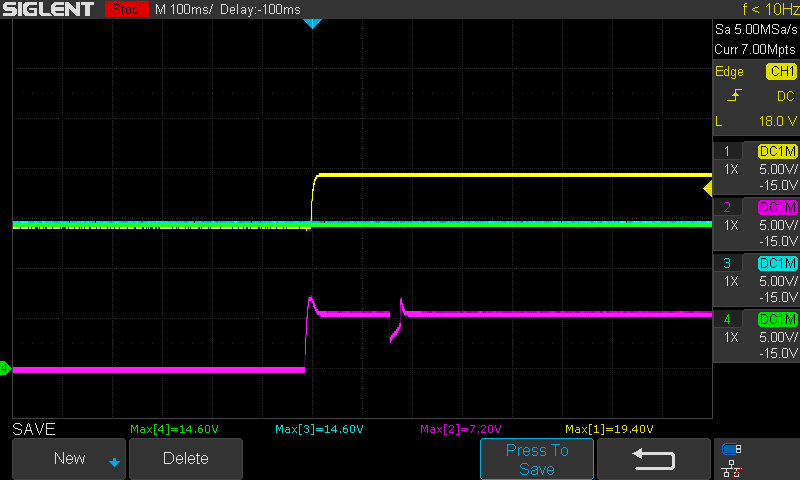 SIGLENT Stop M 100ms/ Delay:-100ms f < 10Hz
Sa 5.00MSa/s
Curr 7.00Mpts
Edge CH1
DC
L 18.0 V
1 DC1M
1X 5.00V/
-15.0V
2 DC1M
1X 5.00V/
-15.0V
3 DC1M
1X 5.00V/
-15.0V
4 DC1M
1X 5.00V/
-15.0V
4
SAVE Max[4]=14.60V Max[3]=14.60V Max[2]=7.20V Max[1]=19.40V
New Delete Press To
Save